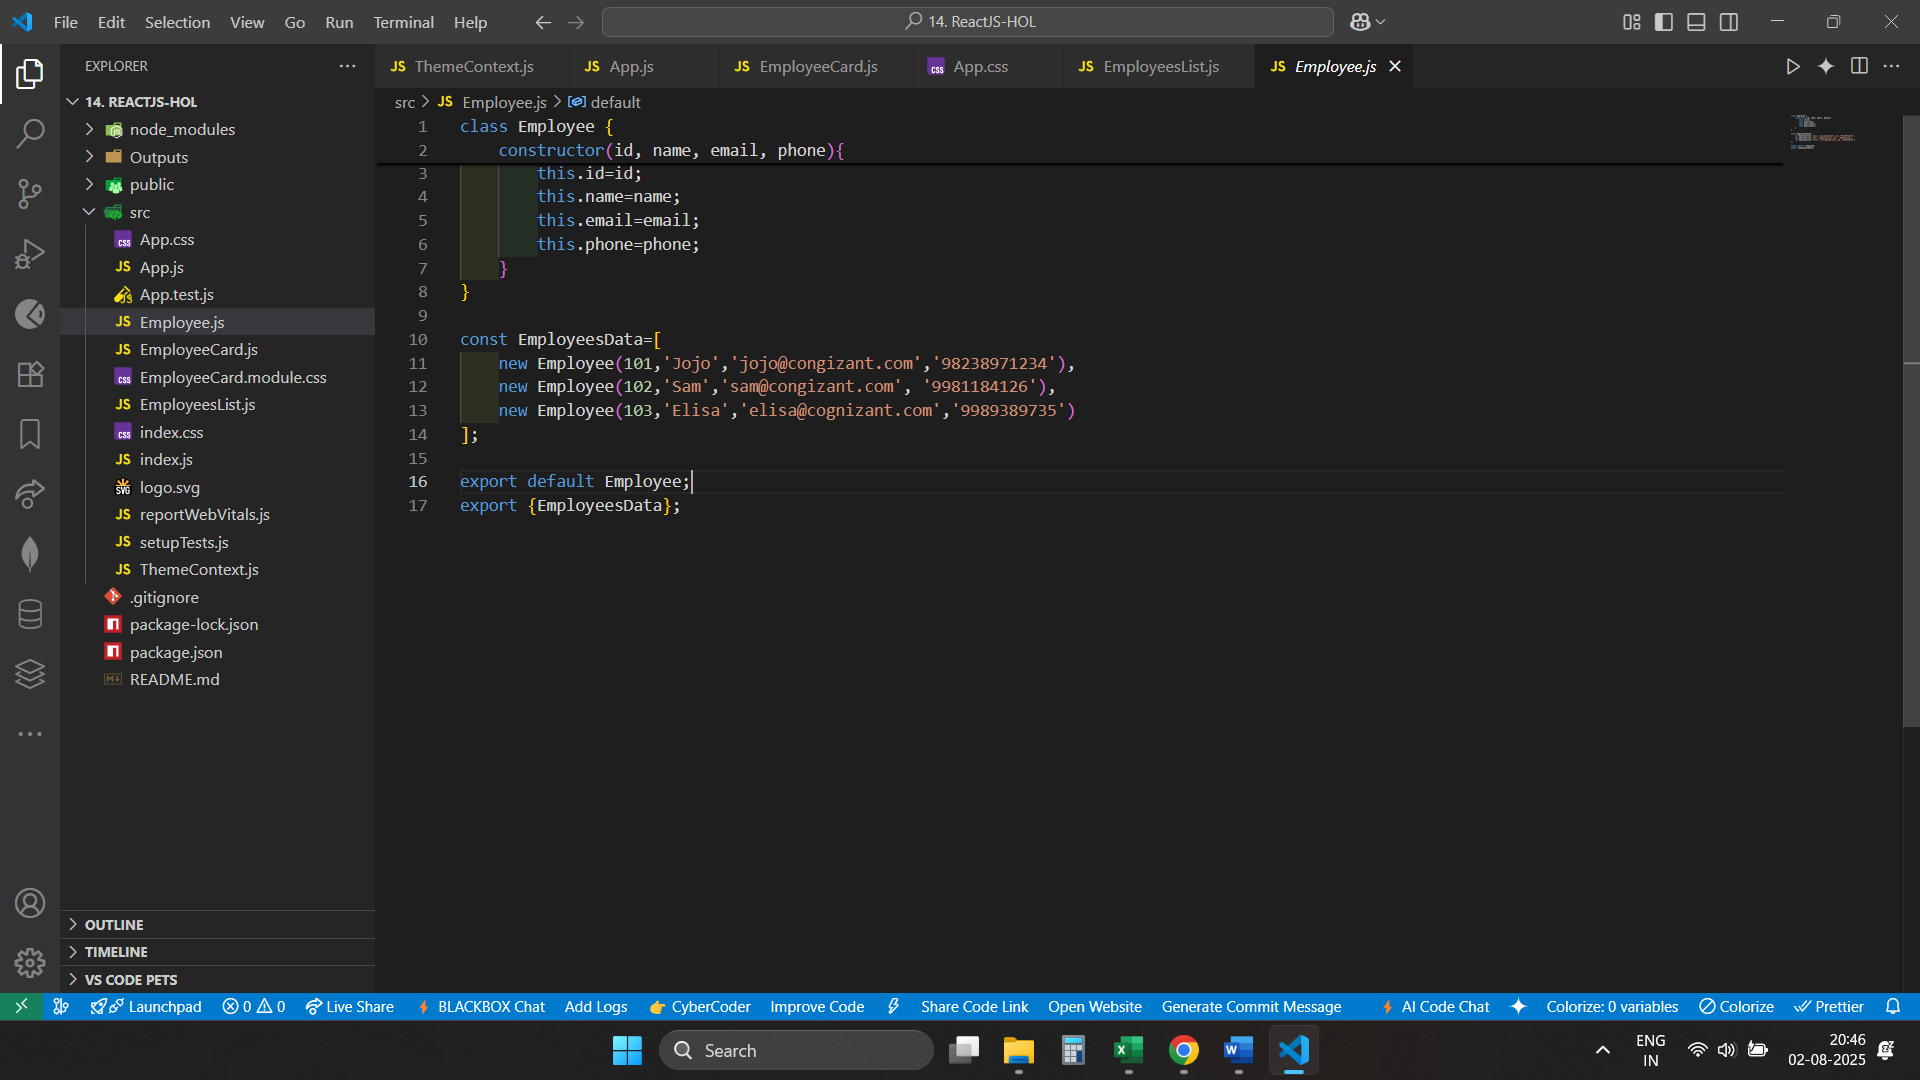 File Edit Selection View Go Run Terminal Help
14. ReactJS-HOL
EXPLORER
14. REACTJS-HOL
node_modules
Outputs
public
src
App.css
App.js
App.test.js
Employee.js
EmployeeCard.js
EmployeeCard.module.css
EmployeesList.js
index.css
index.js
logo.svg
reportWebVitals.js
setupTests.js
ThemeContext.js
.gitignore
package-lock.json
package.json
README.md
OUTLINE
TIMELINE
VS CODE PETS
JS ThemeContext.js JS App.js JS EmployeeCard.js App.css JS EmployeesList.js JS Employee.js
src > JS Employee.js > default
1 class Employee {
2 constructor(id, name, email, phone){
3 this.id=id;
4 this.name=name;
5 this.email=email;
6 this.phone=phone;
7 }
8 }
9
10 const EmployeesData=[
11 new Employee(101,'Jojo','jojo@congizant.com','98238971234'),
12 new Employee(102,'Sam','sam@congizant.com', '9981184126'),
13 new Employee(103,'Elisa','elisa@cognizant.com','9989389735')
14 ];
15
16 export default Employee;
17 export {EmployeesData};
Launchpad 0 0 Live Share BLACKBOX Chat Add Logs CyberCoder Improve Code Share Code Link Open Website Generate Commit Message AI Code Chat Colorize: 0 variables Colorize Prettier
Search
ENG
IN
20:46
02-08-2025